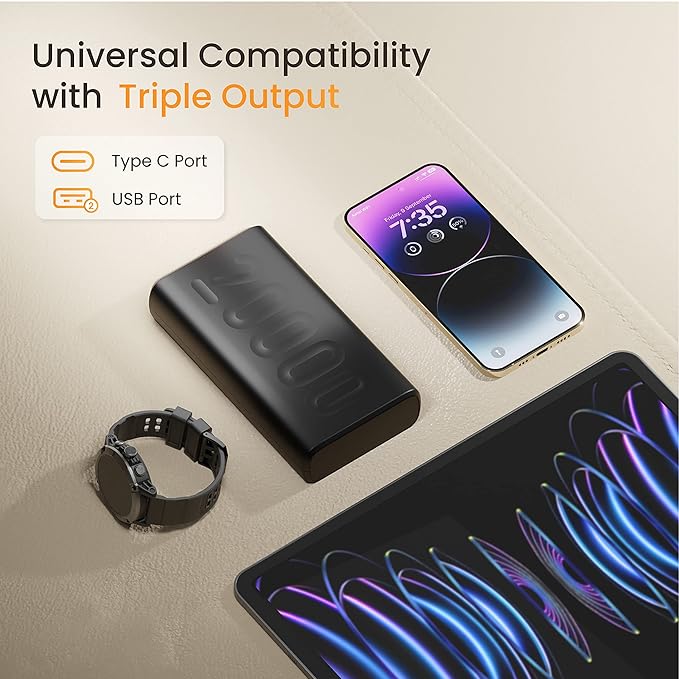 Universal Compatibility
with Triple Output
Type C Port
USB Port
2
Friday, 9 September
7:35